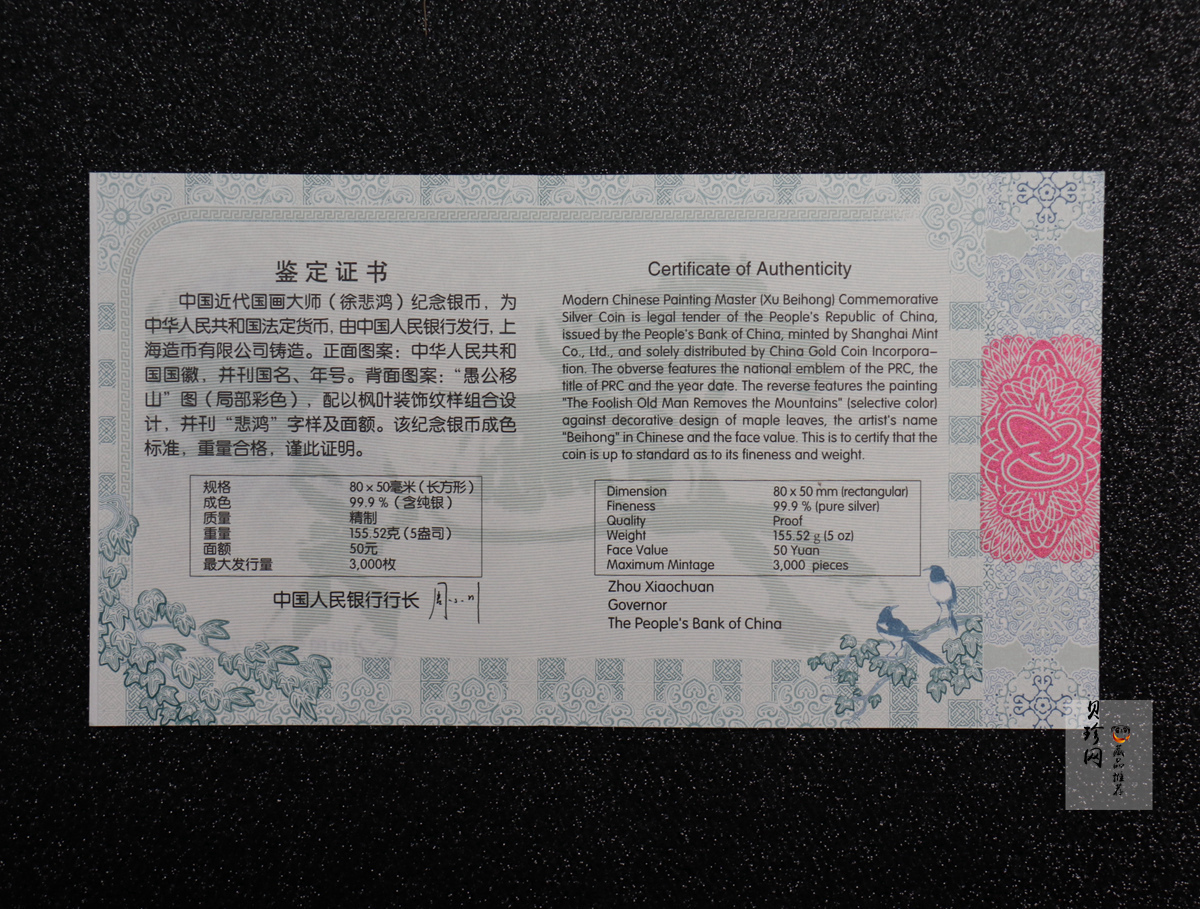 鉴定证书
中国近代国画大师（徐悲鸿）纪念银币，为
中华人民共和国法定货币，由中国人民银行发行，上
海造币有限公司铸造。正面图案：中华人民共和
国国徽，并刊国名、年号。背面图案：“愚公移
山”图（局部彩色），配以枫叶装饰纹样组合设
计，并刊“悲鸿”字样及面额。该纪念银币成色
标准，重量合格，谨此证明。
规格 80×50毫米（长方形）
成色 99.9%（含纯银）
质量 精制
重量 155.52克（5盎司）
面额 50元
最大发行量 3,000枚
中国人民银行行长
Certificate of Authenticity
Modern Chinese Painting Master (Xu Beihong) Commemorative
Silver Coin is legal tender of the People's Republic of China,
issued by the People's Bank of China, minted by Shanghai Mint
Co., Ltd., and solely distributed by China Gold Coin Incorpora-
tion. The obverse features the national emblem of the PRC, the
title of PRC and the year date. The reverse features the painting
"The Foolish Old Man Removes the Mountains" (selective color)
against decorative design of maple leaves, the artist's name
"Beihong" in Chinese and the face value. This is to certify that the
coin is up to standard as to its fineness and weight.
Dimension 80 x 50 mm (rectangular)
Fineness 99.9 % (pure silver)
Quality Proof
Weight 155.52 g (5 oz)
Face Value 50 Yuan
Maximum Mintage 3,000 pieces
Zhou Xiaochuan
Governor
The People's Bank of China
贝珍网
藏品推荐